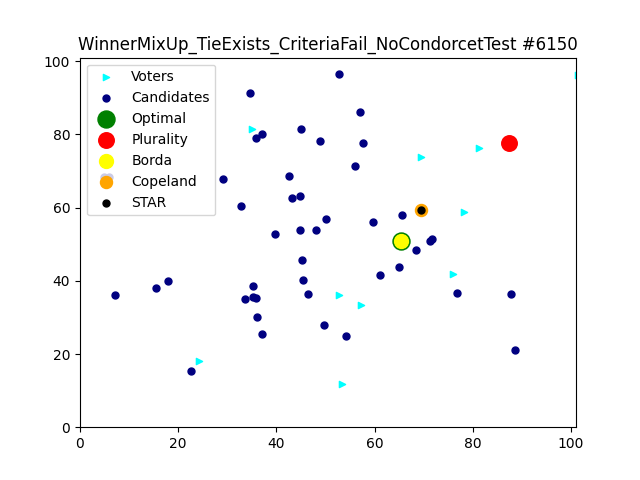 WinnerMixUp_TieExists_CriteriaFail_NoCondorcetTest #6150
100
80
60
40
20
0
Voters
Candidates
Optimal
Plurality
Borda
Copeland
STAR
0 20 40 60 80 100